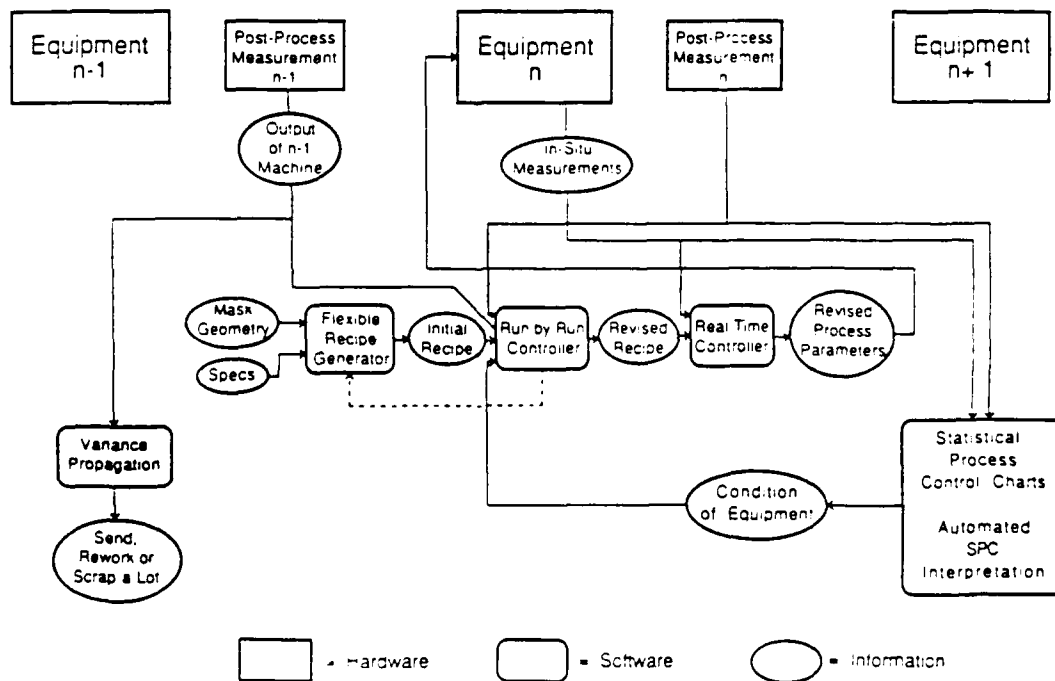 Equipment
n-1
Post-Process
Measurement
n-1
Equipment
n
Post-Process
Measurement
n
Equipment
n+1
Output
of n-1
Machine
In-Situ
Measurements
Mask
Geometry
Specs
Flexible
Recipe
Generator
Initial
Recipe
Run by Run
Controller
Revised
Recipe
Real Time
Controller
Revised
Process
Parameters
Variance
Propagation
Send,
Rework or
Scrap a Lot
Condition
of Equipment
Statistical
Process
Control Charts
Automated
SPC
Interpretation
= Hardware
= Software
= Information